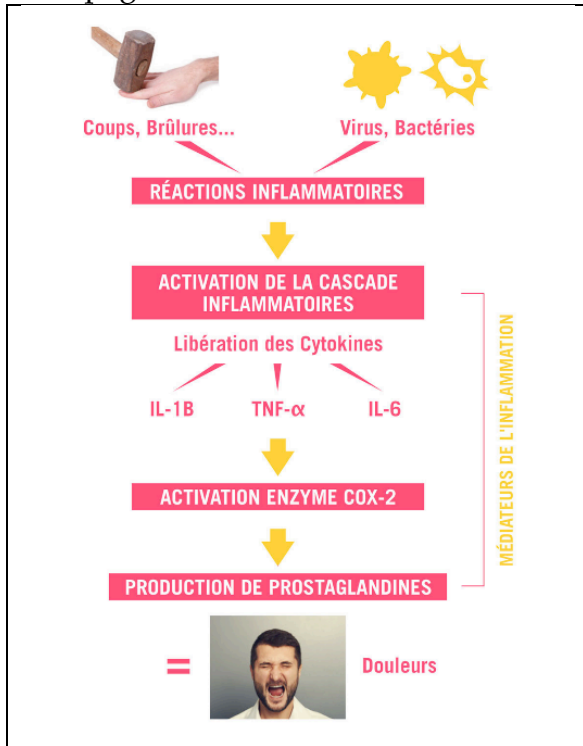 Coups, Brûlures...
Virus, Bactéries
RÉACTIONS INFLAMMATOIRES
ACTIVATION DE LA CASCADE
INFLAMMATOIRES
Libération des Cytokines
IL-1B
TNF-α
IL-6
ACTIVATION ENZYME COX-2
PRODUCTION DE PROSTAGLANDINES
MÉDIATEURS DE L'INFLAMMATION
=
Douleurs